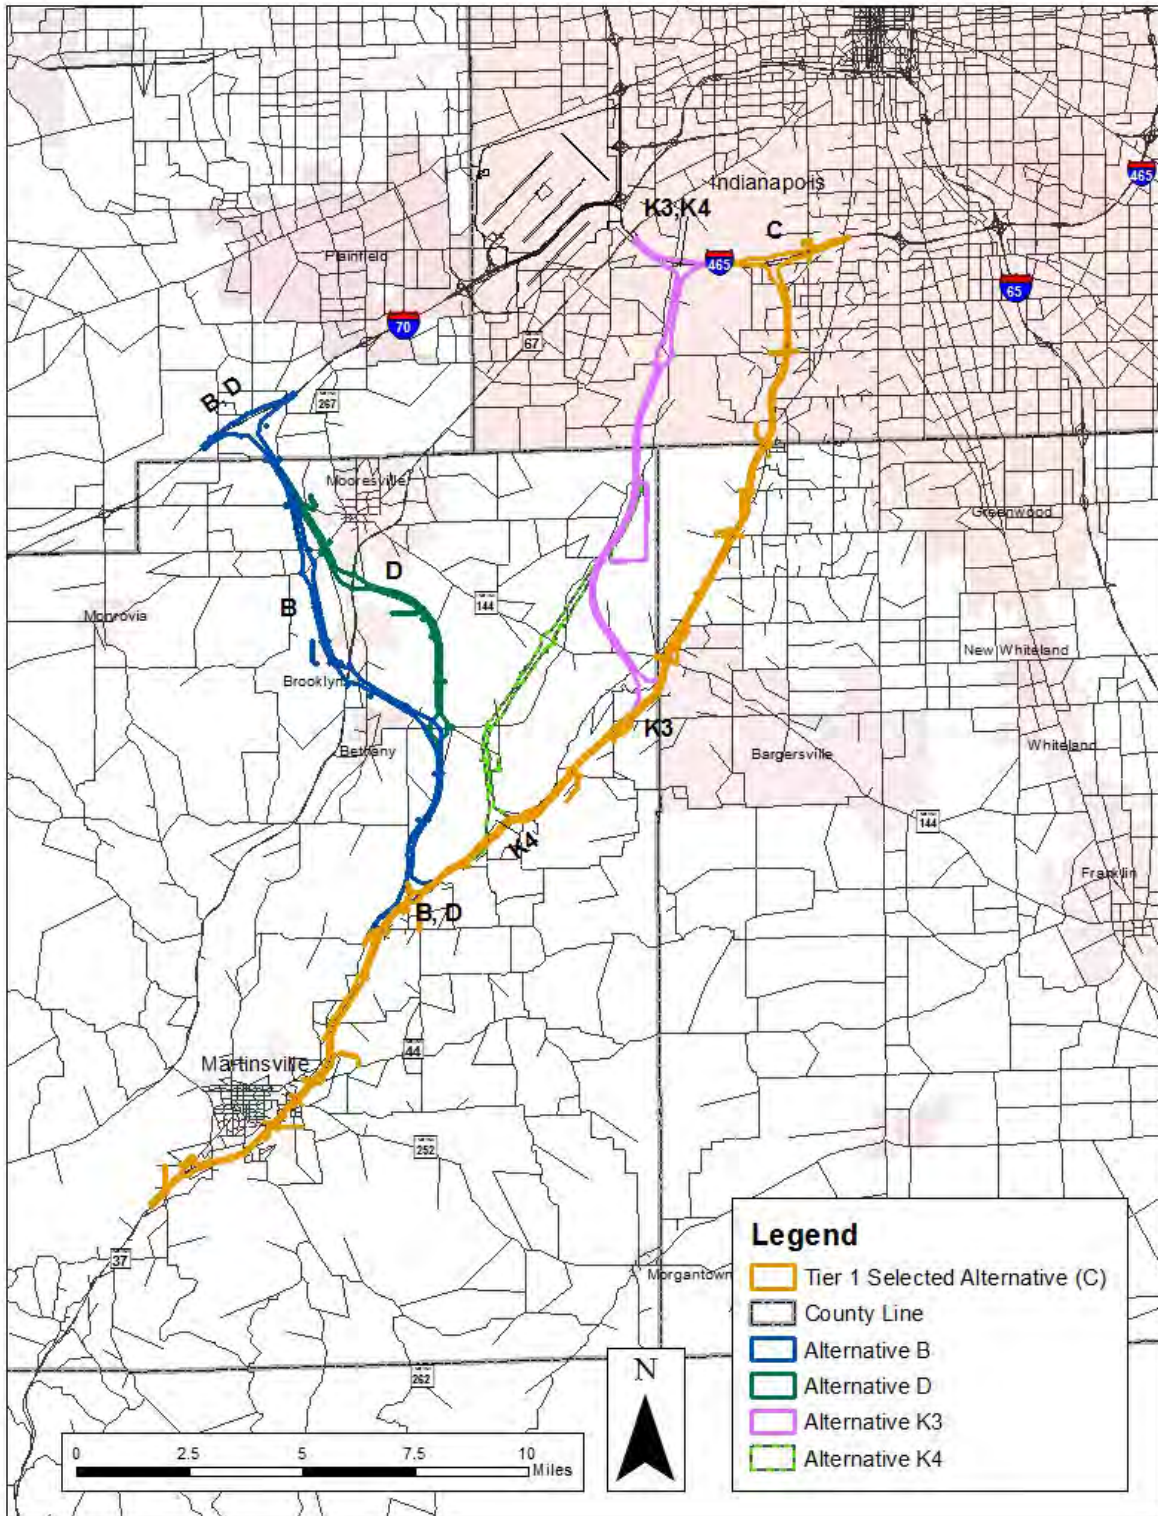 Indianapolis
465
K3,K4
C
Plainfield
465
65
70
67
B, D
267
Mooresville
Greenwood
D
B
144
Monrovia
New Whiteland
Brooklyn
K3
Bethany
Bargersville
Whiteland
144
K4
Franklin
B, D
Martinsville
44
252
37
Morgantown
262
Legend
Tier 1 Selected Alternative (C)
County Line
Alternative B
Alternative D
Alternative K3
Alternative K4
N
0 2.5 5 7.5 10
Miles